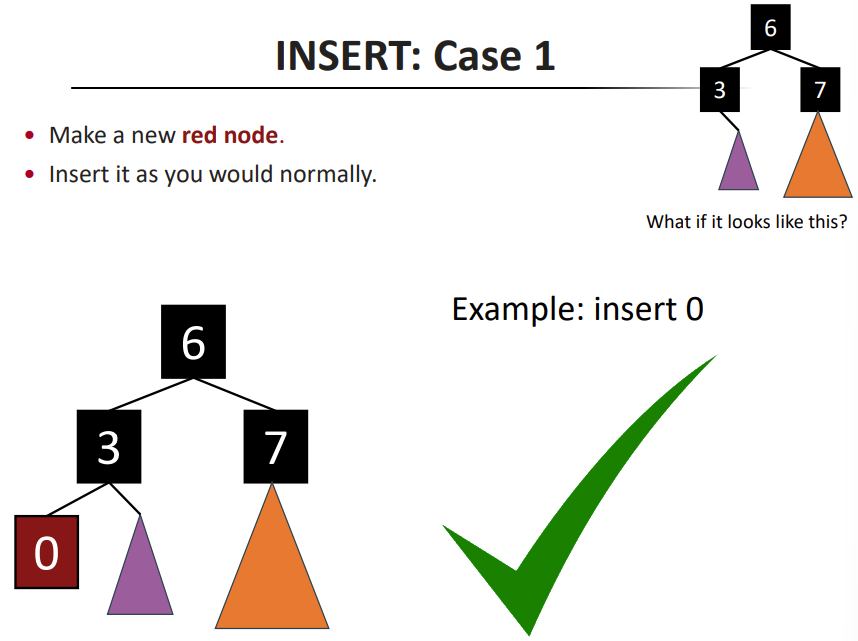 INSERT: Case 1
6
3
7
• Make a new red node.
• Insert it as you would normally.
What if it looks like this?
Example: insert 0
6
3
7
0